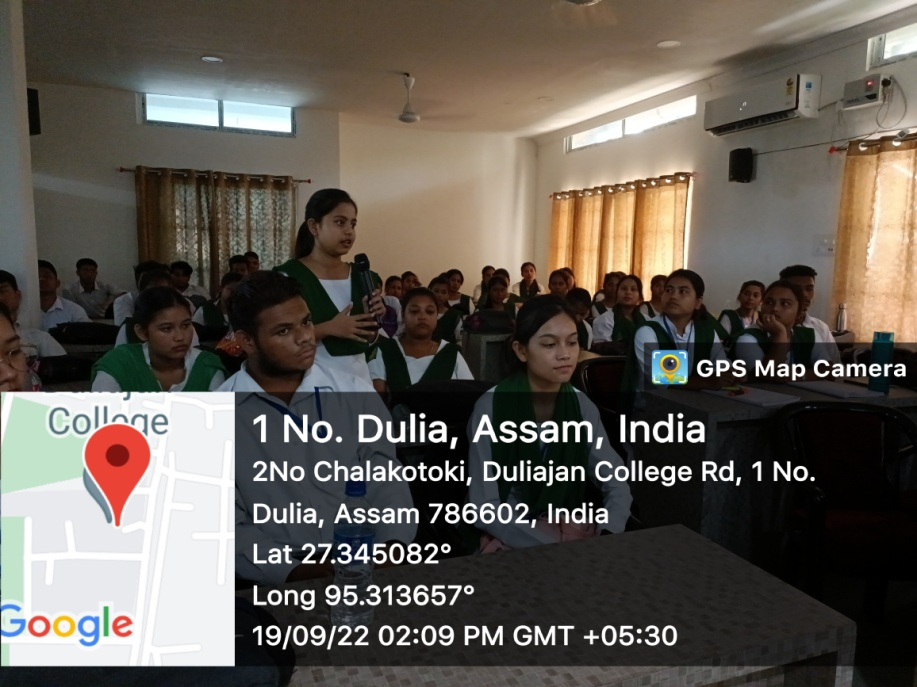 GPS Map Camera
College
Google
1 No. Dulia, Assam, India
2No Chalakotoki, Duliajan College Rd, 1 No.
Dulia, Assam 786602, India
Lat 27.345082°
Long 95.313657°
19/09/22 02:09 PM GMT +05:30